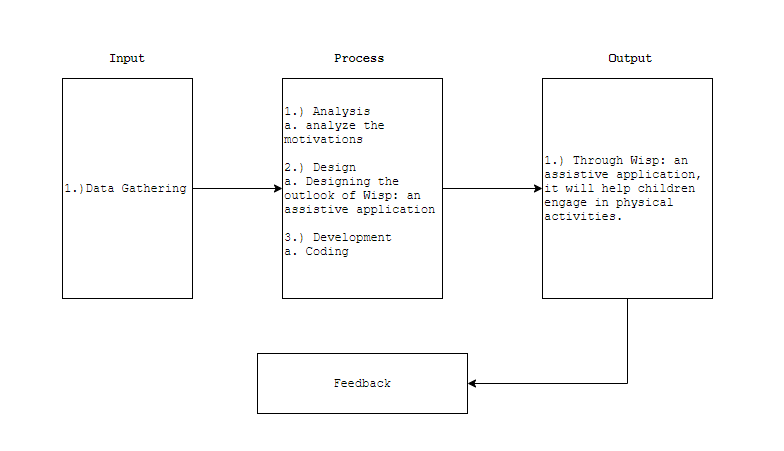 Input
Process
Output
1.)Data Gathering
1.) Analysis
a. analyze the
motivations
2.) Design
a. Designing the
outlook of Wisp: an
assistive application
3.) Development
a. Coding
1.) Through Wisp: an
assistive application,
it will help children
engage in physical
activities.
Feedback